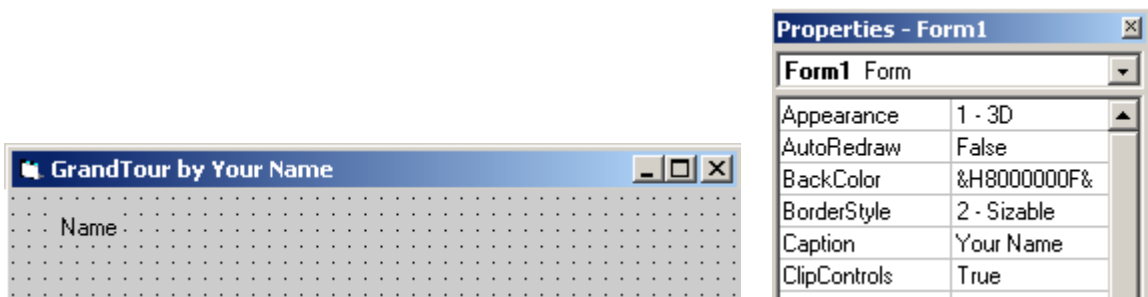 GrandTour by Your Name
Name
Properties - Form1
Form1 Form
Appearance 1 - 3D
AutoRedraw False
BackColor &H8000000F&
BorderStyle 2 - Sizable
Caption Your Name
ClipControls True